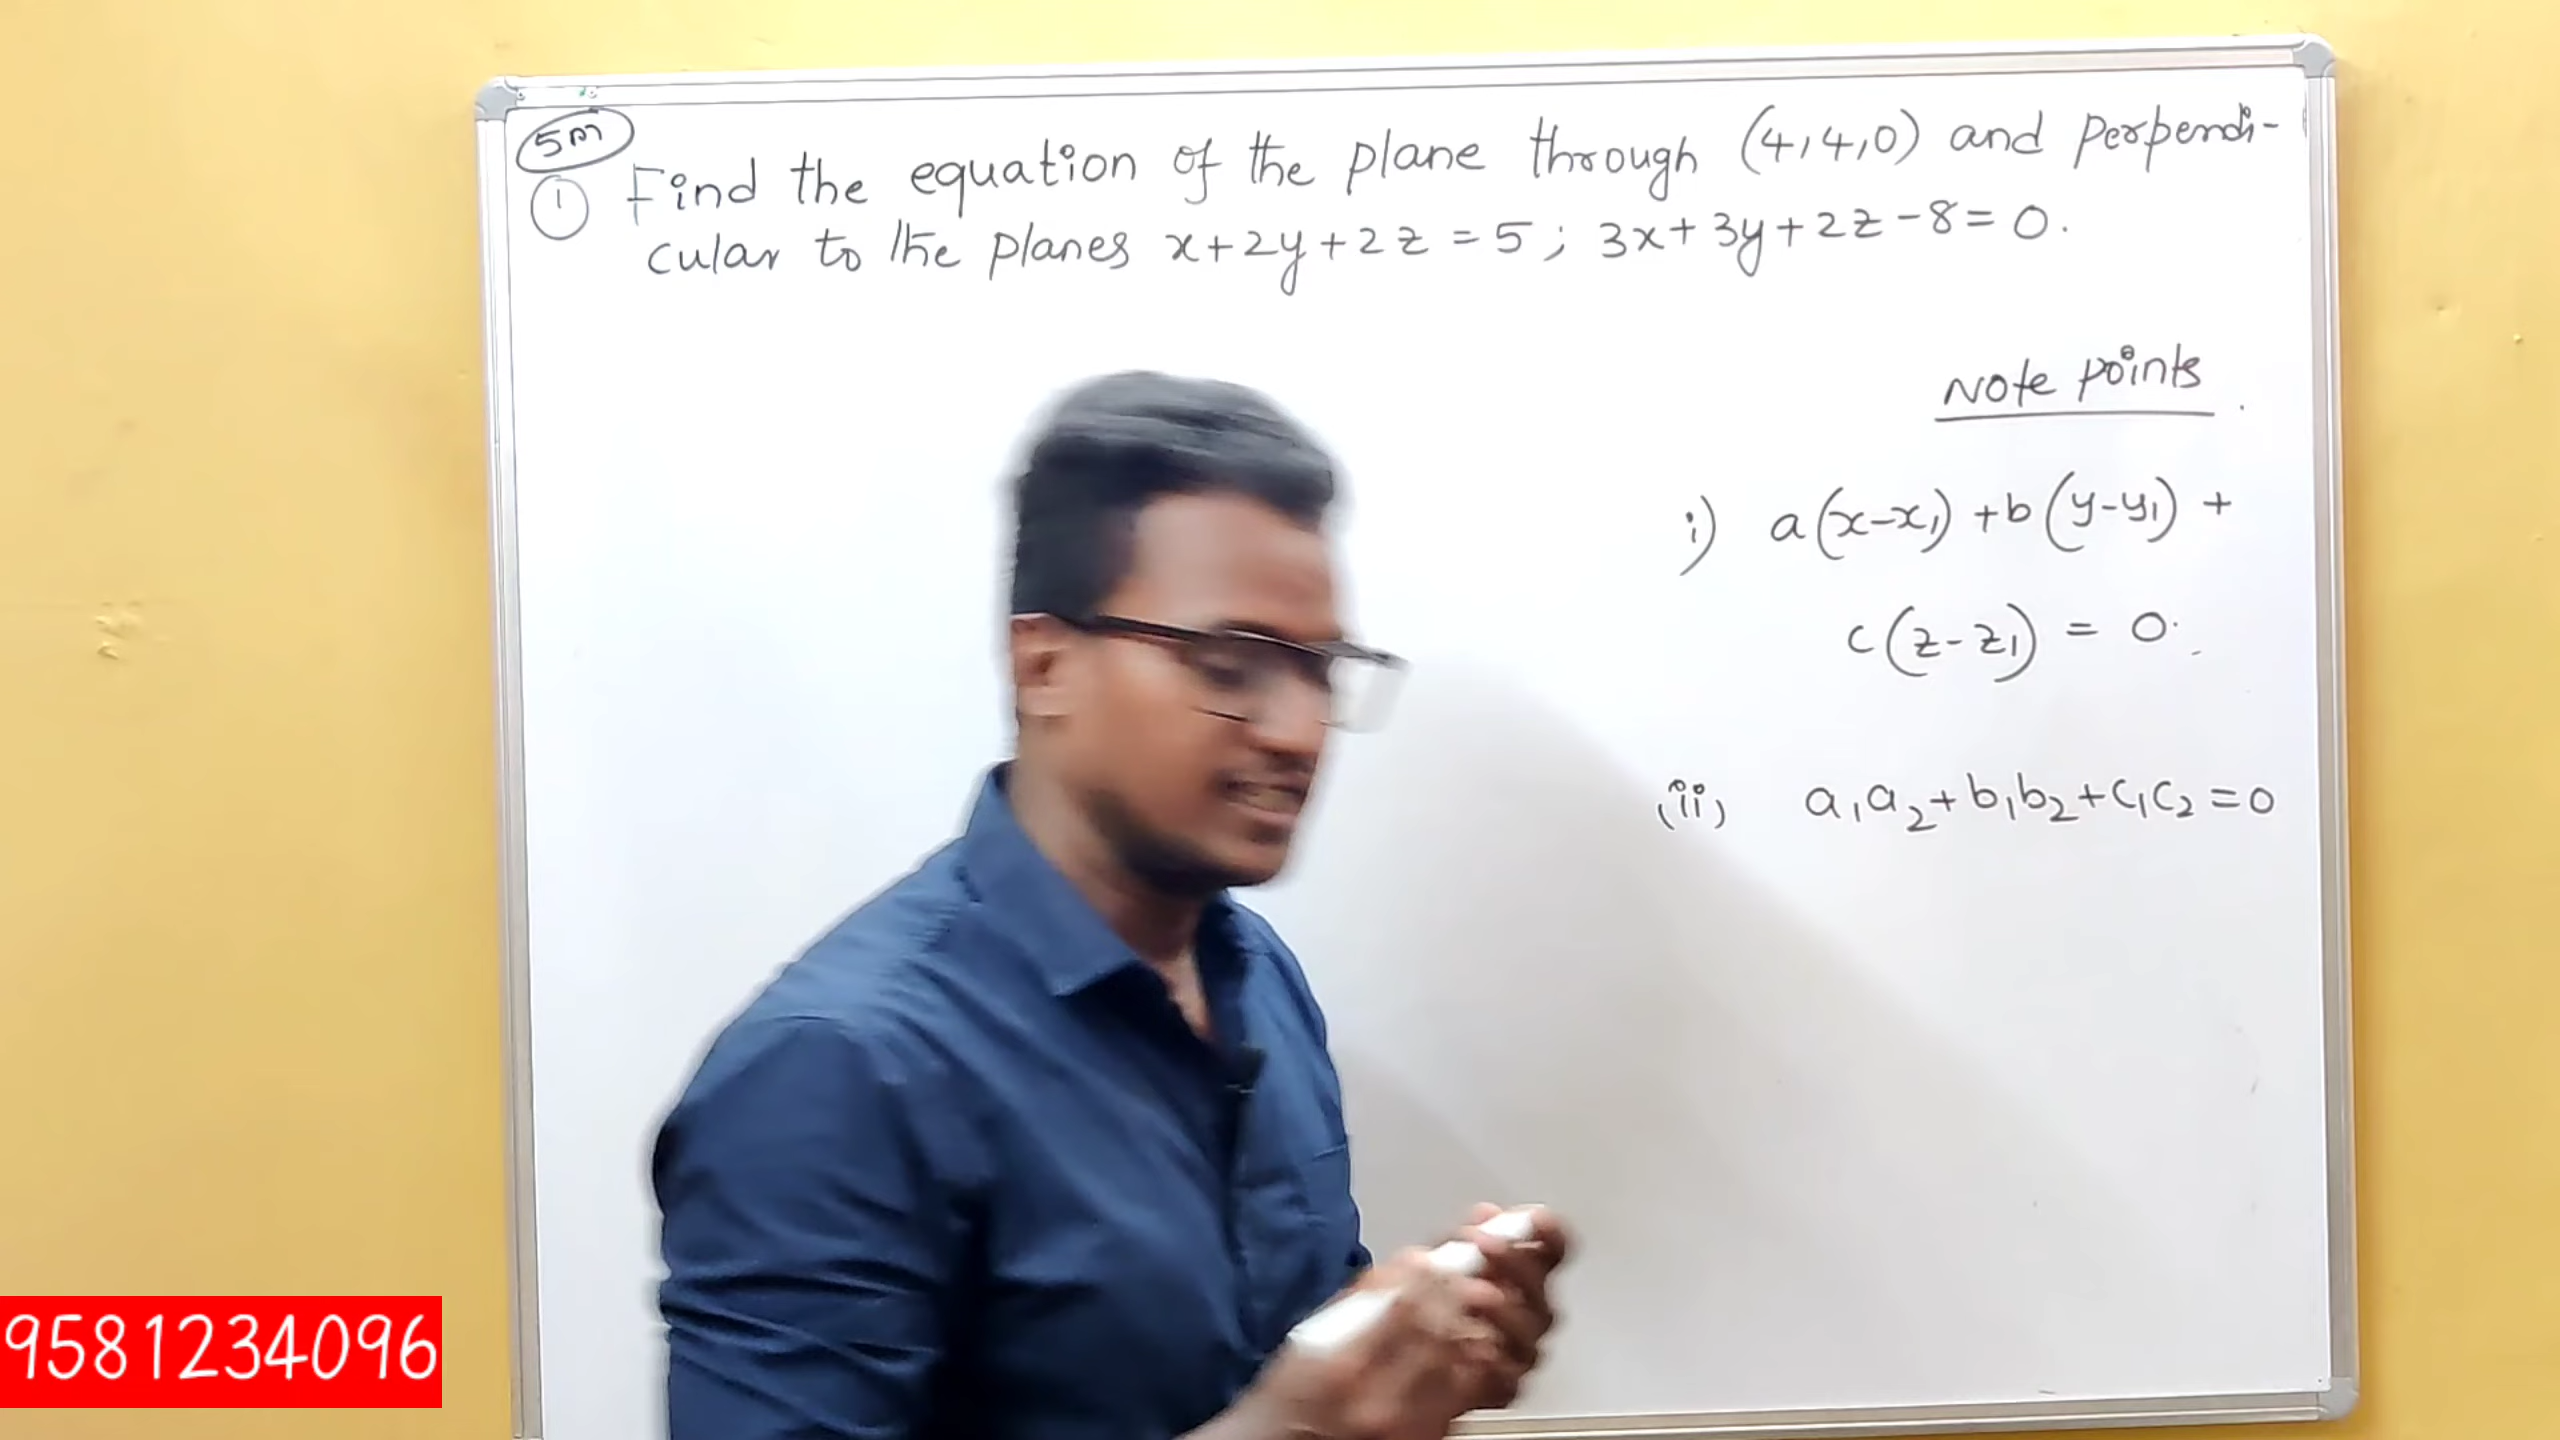 5m
① Find the equation of the plane through (4,4,0) and perpendi-
cular to the planes x+2y+2z=5; 3x+3y+2z-8=0.
Note points.
i) a(x-x₁)+b(y-y₁)+
c(z-z₁) = 0.
(ii) a₁a₂+b₁b₂+c₁c₂=0
9581234096